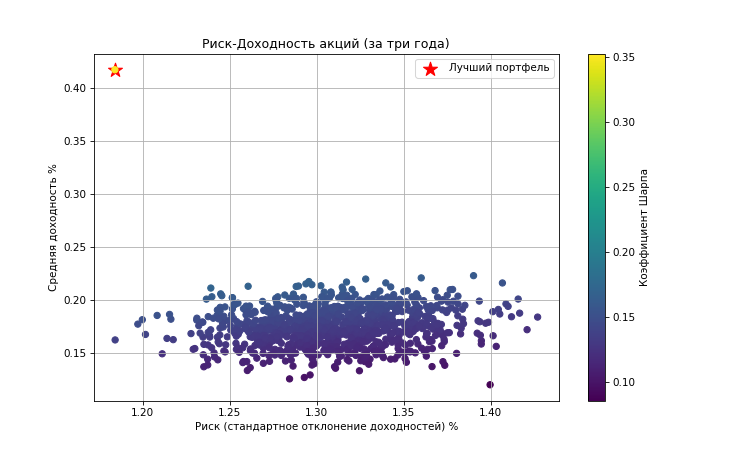 Риск-Доходность акций (за три года)
Лучший портфель
Средняя доходность %
0.40
0.35
0.30
0.25
0.20
0.15
1.20 1.25 1.30 1.35 1.40
Риск (стандартное отклонение доходностей) %
0.35
0.30
0.25
0.20
0.15
0.10
Коэффициент Шарпа